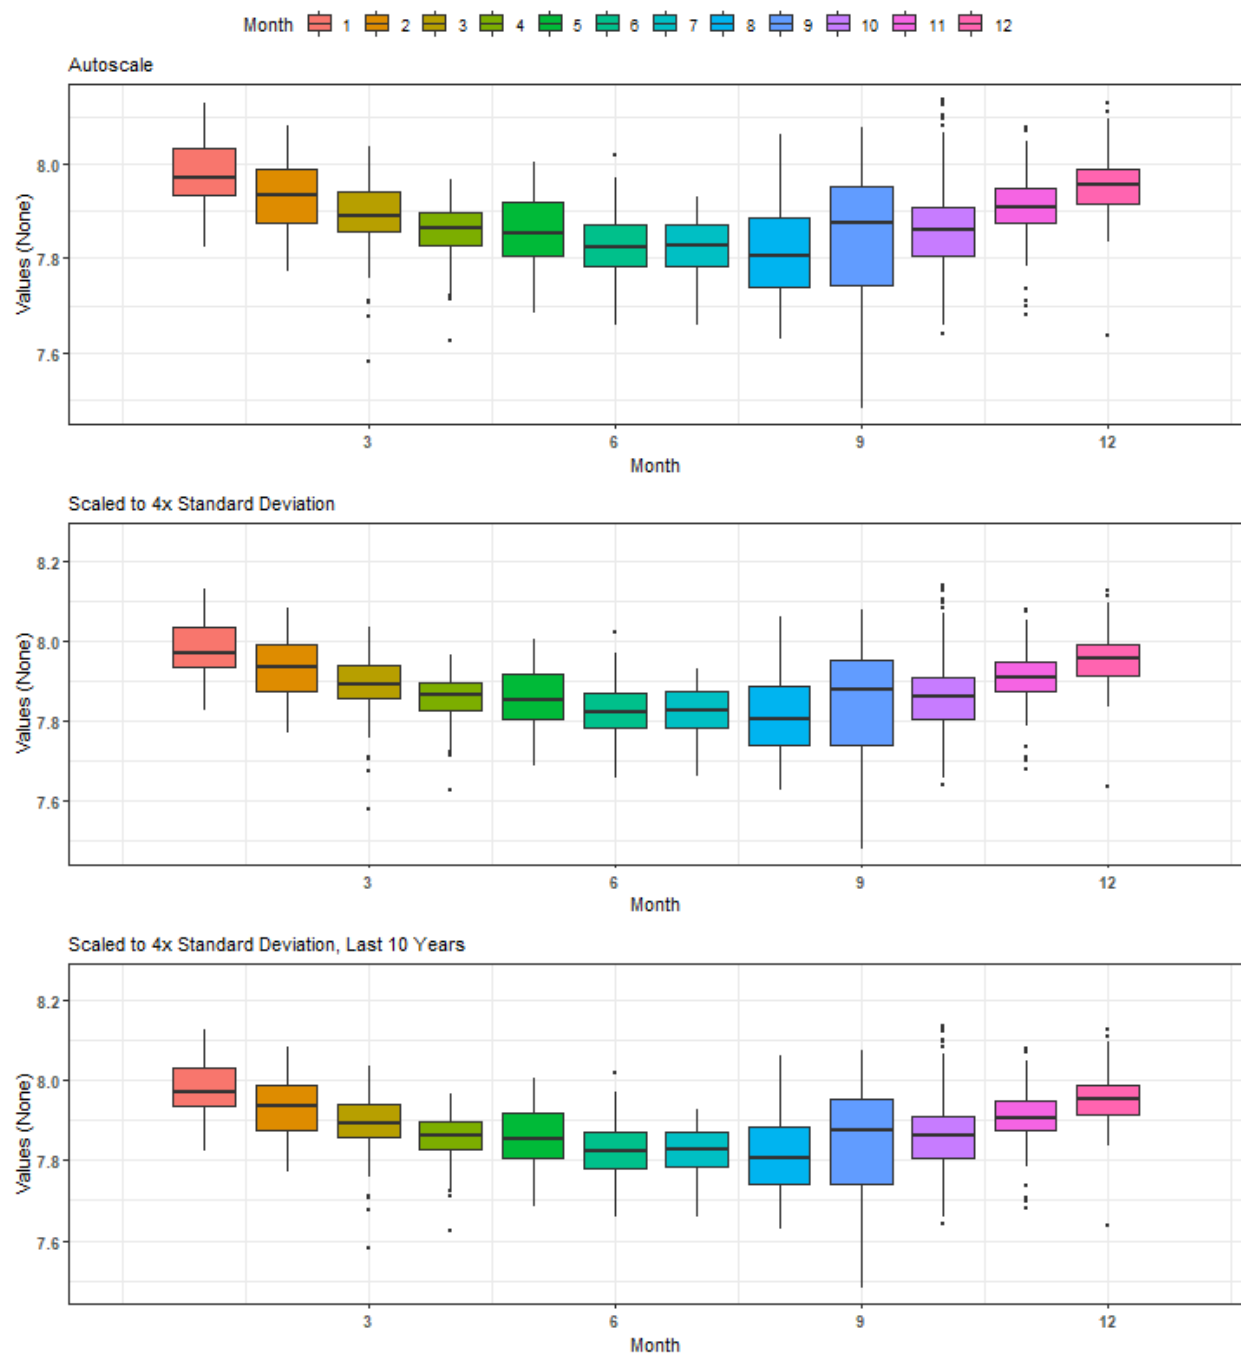 Month 1 2 3 4 5 6 7 8 9 10 11 12
Autoscale
Values (None)
8.0
7.8
7.6
3 6 9 12
Month
Scaled to 4x Standard Deviation
Values (None)
8.2
8.0
7.8
7.6
3 6 9 12
Month
Scaled to 4x Standard Deviation, Last 10 Years
Values (None)
8.2
8.0
7.8
7.6
3 6 9 12
Month